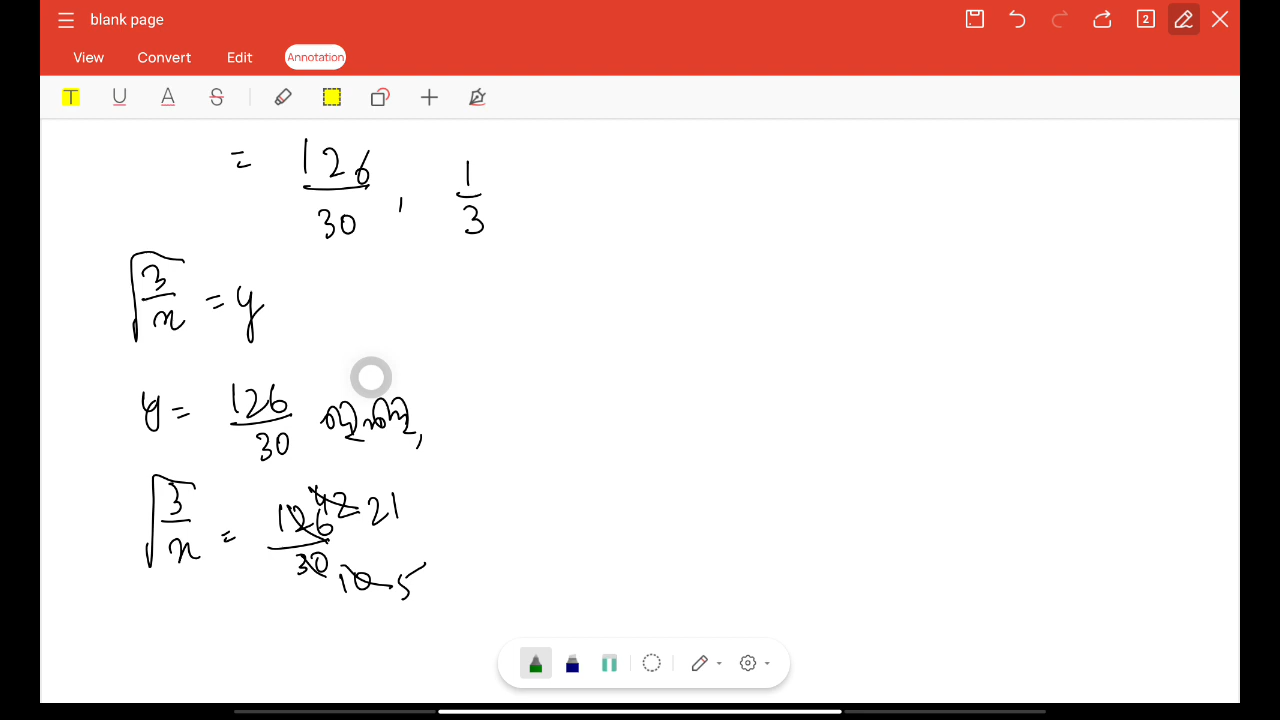 blank page
2
View Convert Edit Annotation
T U A S
= 126/30 , 1/3
√(3/x) = y
y = 126/30
√(3/x) = 126/30 42 21 10 5